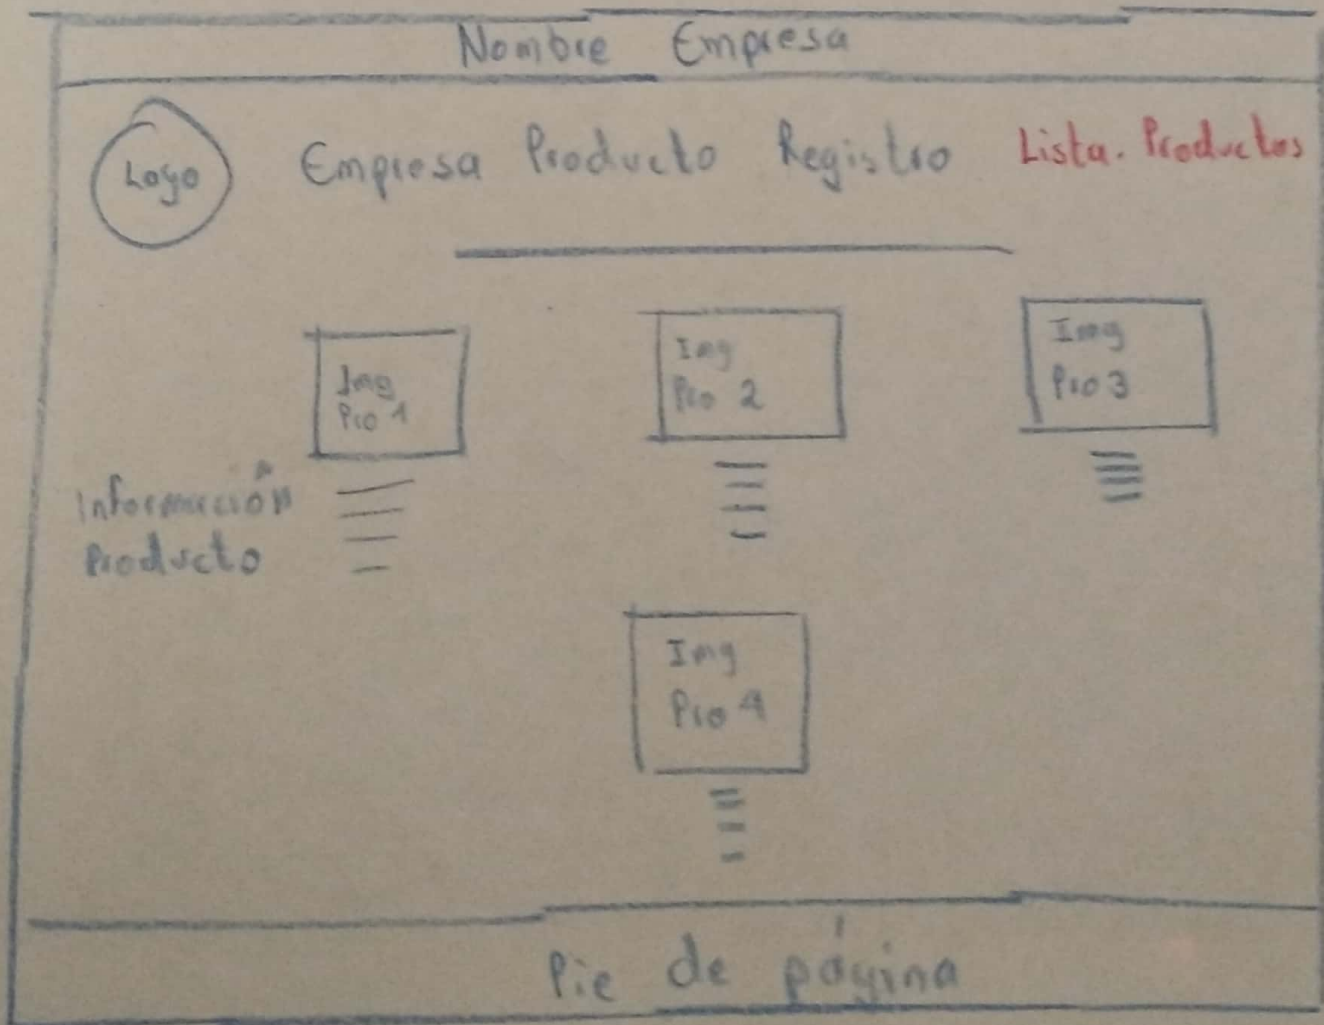 Nombre Empresa
Logo Empresa Producto Registro Lista. Productos
Img
Pro 1
Img
Pro 2
Img
Pro 3
Información
Producto
Img
Pro 4
Pie de página